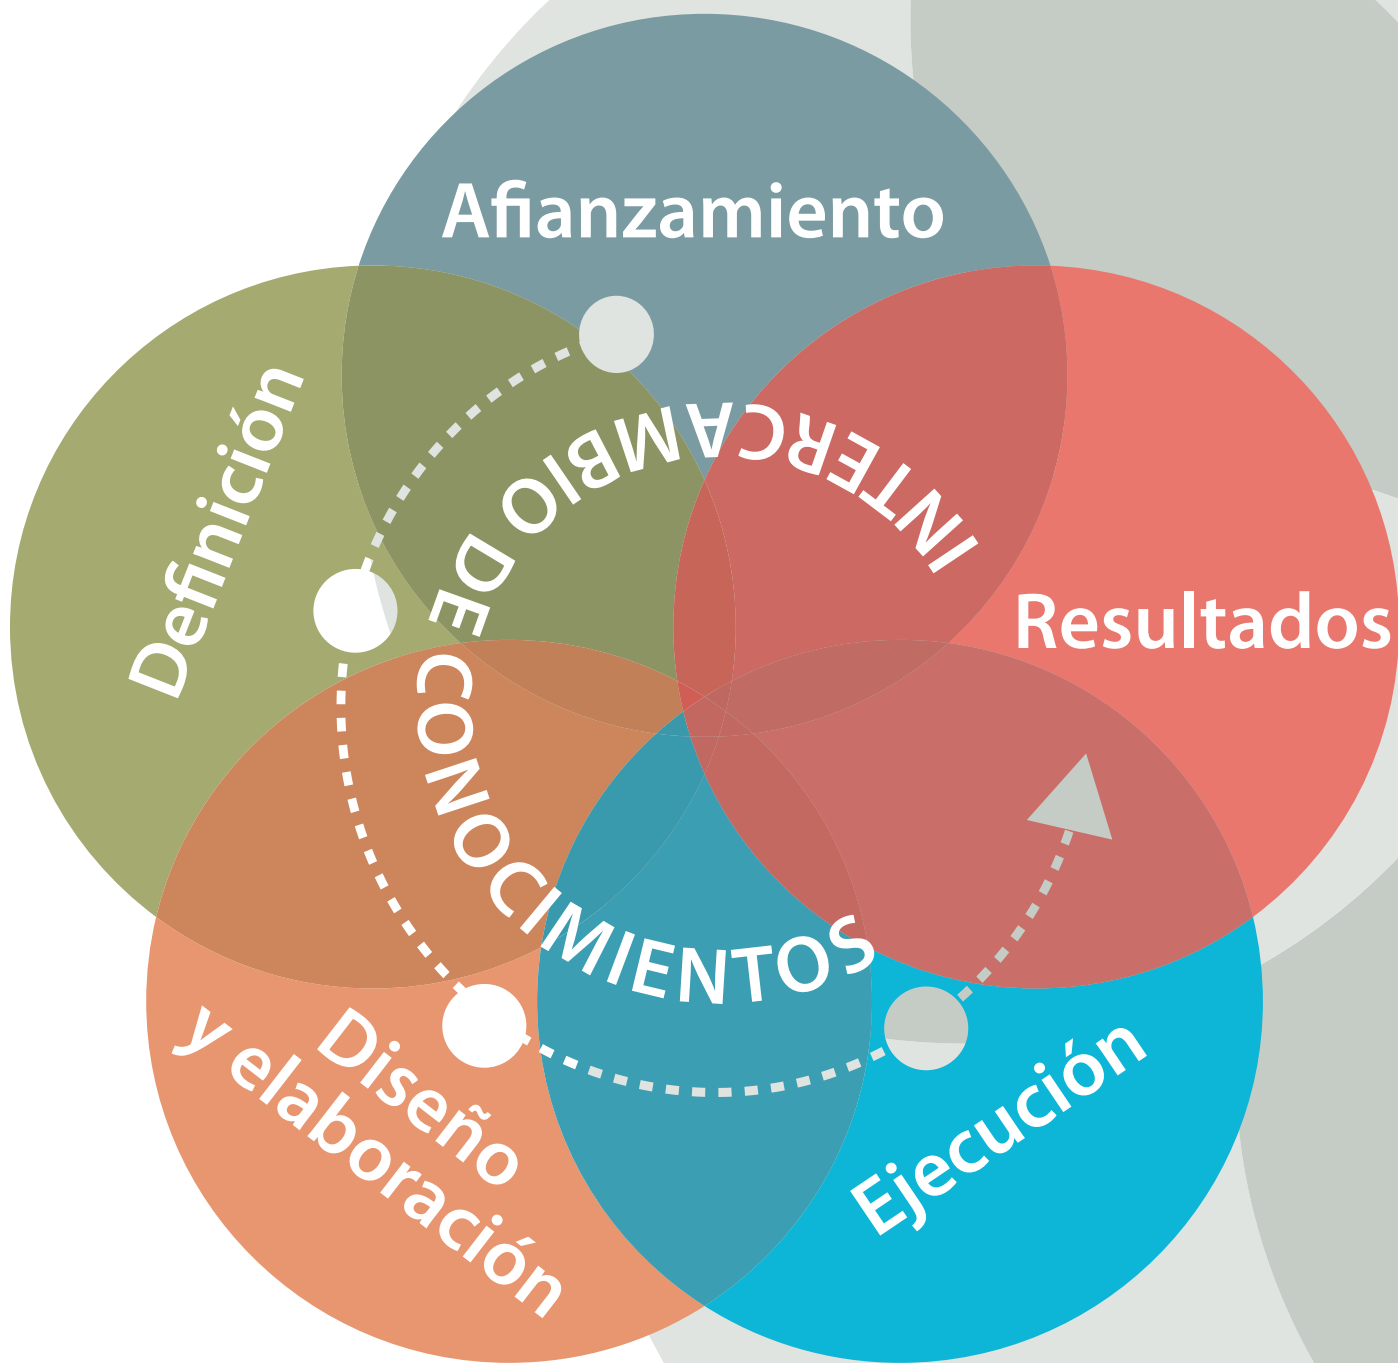 Afianzamiento
Definición
Diseño
y elaboración
Ejecución
Resultados
INTERCAMBIO DE CONOCIMIENTOS